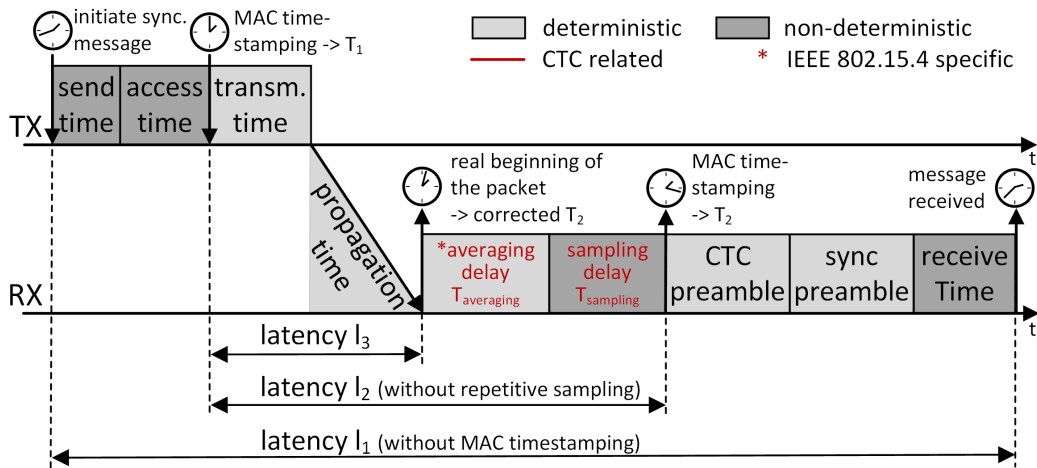 initiate sync.
message
MAC time-
stamping -> T1
deterministic
non-deterministic
CTC related
* IEEE 802.15.4 specific
TX
send
time
access
time
transm.
time
t
propagation
time
real beginning of
the packet
-> corrected T2
MAC time-
stamping
-> T2
message
received
RX
*averaging
delay
Taveraging
sampling
delay
Tsampling
CTC
preamble
sync
preamble
receive
Time
t
latency l3
latency l2 (without repetitive sampling)
latency l1 (without MAC timestamping)